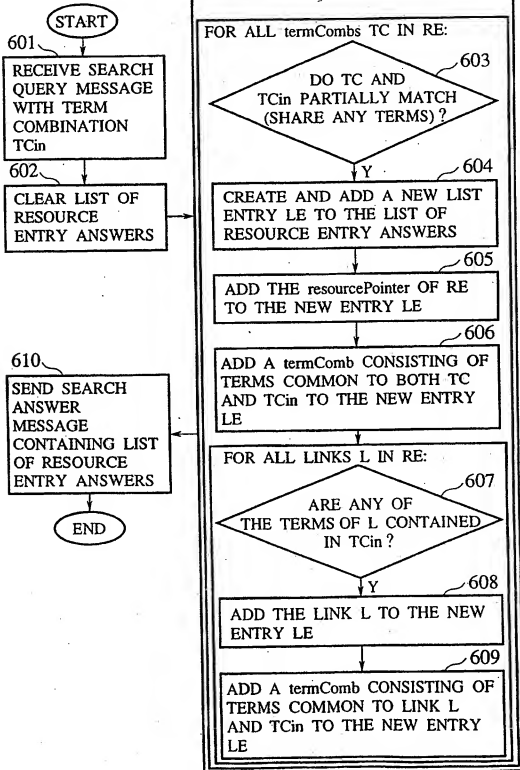 START
601
RECEIVE SEARCH
QUERY MESSAGE
WITH TERM
COMBINATION
TCin
602
CLEAR LIST OF
RESOURCE
ENTRY ANSWERS
610
SEND SEARCH
ANSWER
MESSAGE
CONTAINING LIST
OF RESOURCE
ENTRY ANSWERS
END
FOR ALL termCombs TC IN RE:
603
DO TC AND
TCin PARTIALLY MATCH
(SHARE ANY TERMS) ?
Y
604
CREATE AND ADD A NEW LIST
ENTRY LE TO THE LIST OF
RESOURCE ENTRY ANSWERS
605
ADD THE resourcePointer OF RE
TO THE NEW ENTRY LE
606
ADD A termComb CONSISTING OF
TERMS COMMON TO BOTH TC
AND TCin TO THE NEW ENTRY
LE
FOR ALL LINKS L IN RE:
607
ARE ANY OF
THE TERMS OF L CONTAINED
IN TCin ?
Y
608
ADD THE LINK L TO THE NEW
ENTRY LE
609
ADD A termComb CONSISTING OF
TERMS COMMON TO LINK L
AND TCin TO THE NEW ENTRY
LE